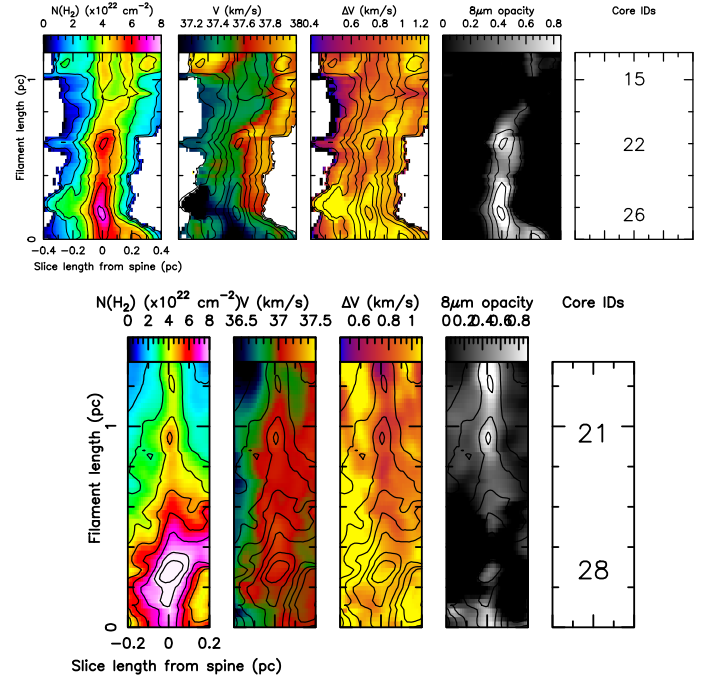 N(H2) (x10^22 cm^-2) V (km/s) ΔV (km/s) 8μm opacity Core IDs
0 2 4 6 8 37.2 37.4 37.6 37.8 38 0.4 0.6 0.8 1 1.2 0 0.2 0.4 0.6 0.8
Filament length (pc)
1
0
15
22
26
-0.4 -0.2 0 0.2 0.4
Slice length from spine (pc)
N(H2) (x10^22 cm^-2) V (km/s) ΔV (km/s) 8μm opacity Core IDs
0 2 4 6 8 36.5 37 37.5 0.6 0.8 1 0 0.2 0.4 0.6 0.8
Filament length (pc)
1
0
21
28
-0.2 0 0.2
Slice length from spine (pc)